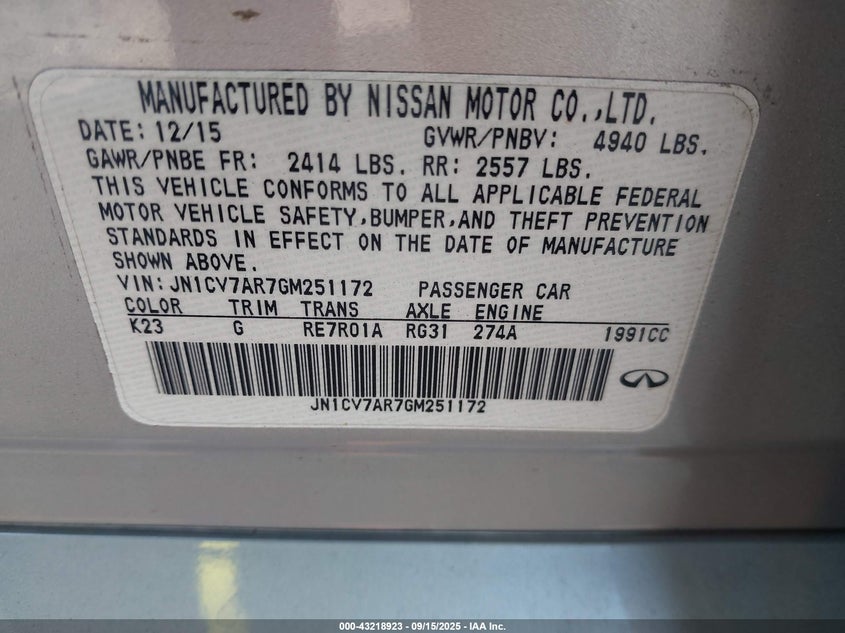 MANUFACTURED BY NISSAN MOTOR CO.,LTD.
DATE: 12/15 GVWR/PNBV: 4940 LBS.
GAWR/PNBE FR: 2414 LBS. RR: 2557 LBS.
THIS VEHICLE CONFORMS TO ALL APPLICABLE FEDERAL
MOTOR VEHICLE SAFETY,BUMPER,AND THEFT PREVENTION
STANDARDS IN EFFECT ON THE DATE OF MANUFACTURE
SHOWN ABOVE.
VIN:JN1CV7AR7GM251172 PASSENGER CAR
COLOR TRIM TRANS AXLE ENGINE
K23 G RE7R01A RG31 274A 1991CC
JN1CV7AR7GM251172
000-43218923 - 09/15/2025 - IAA Inc.